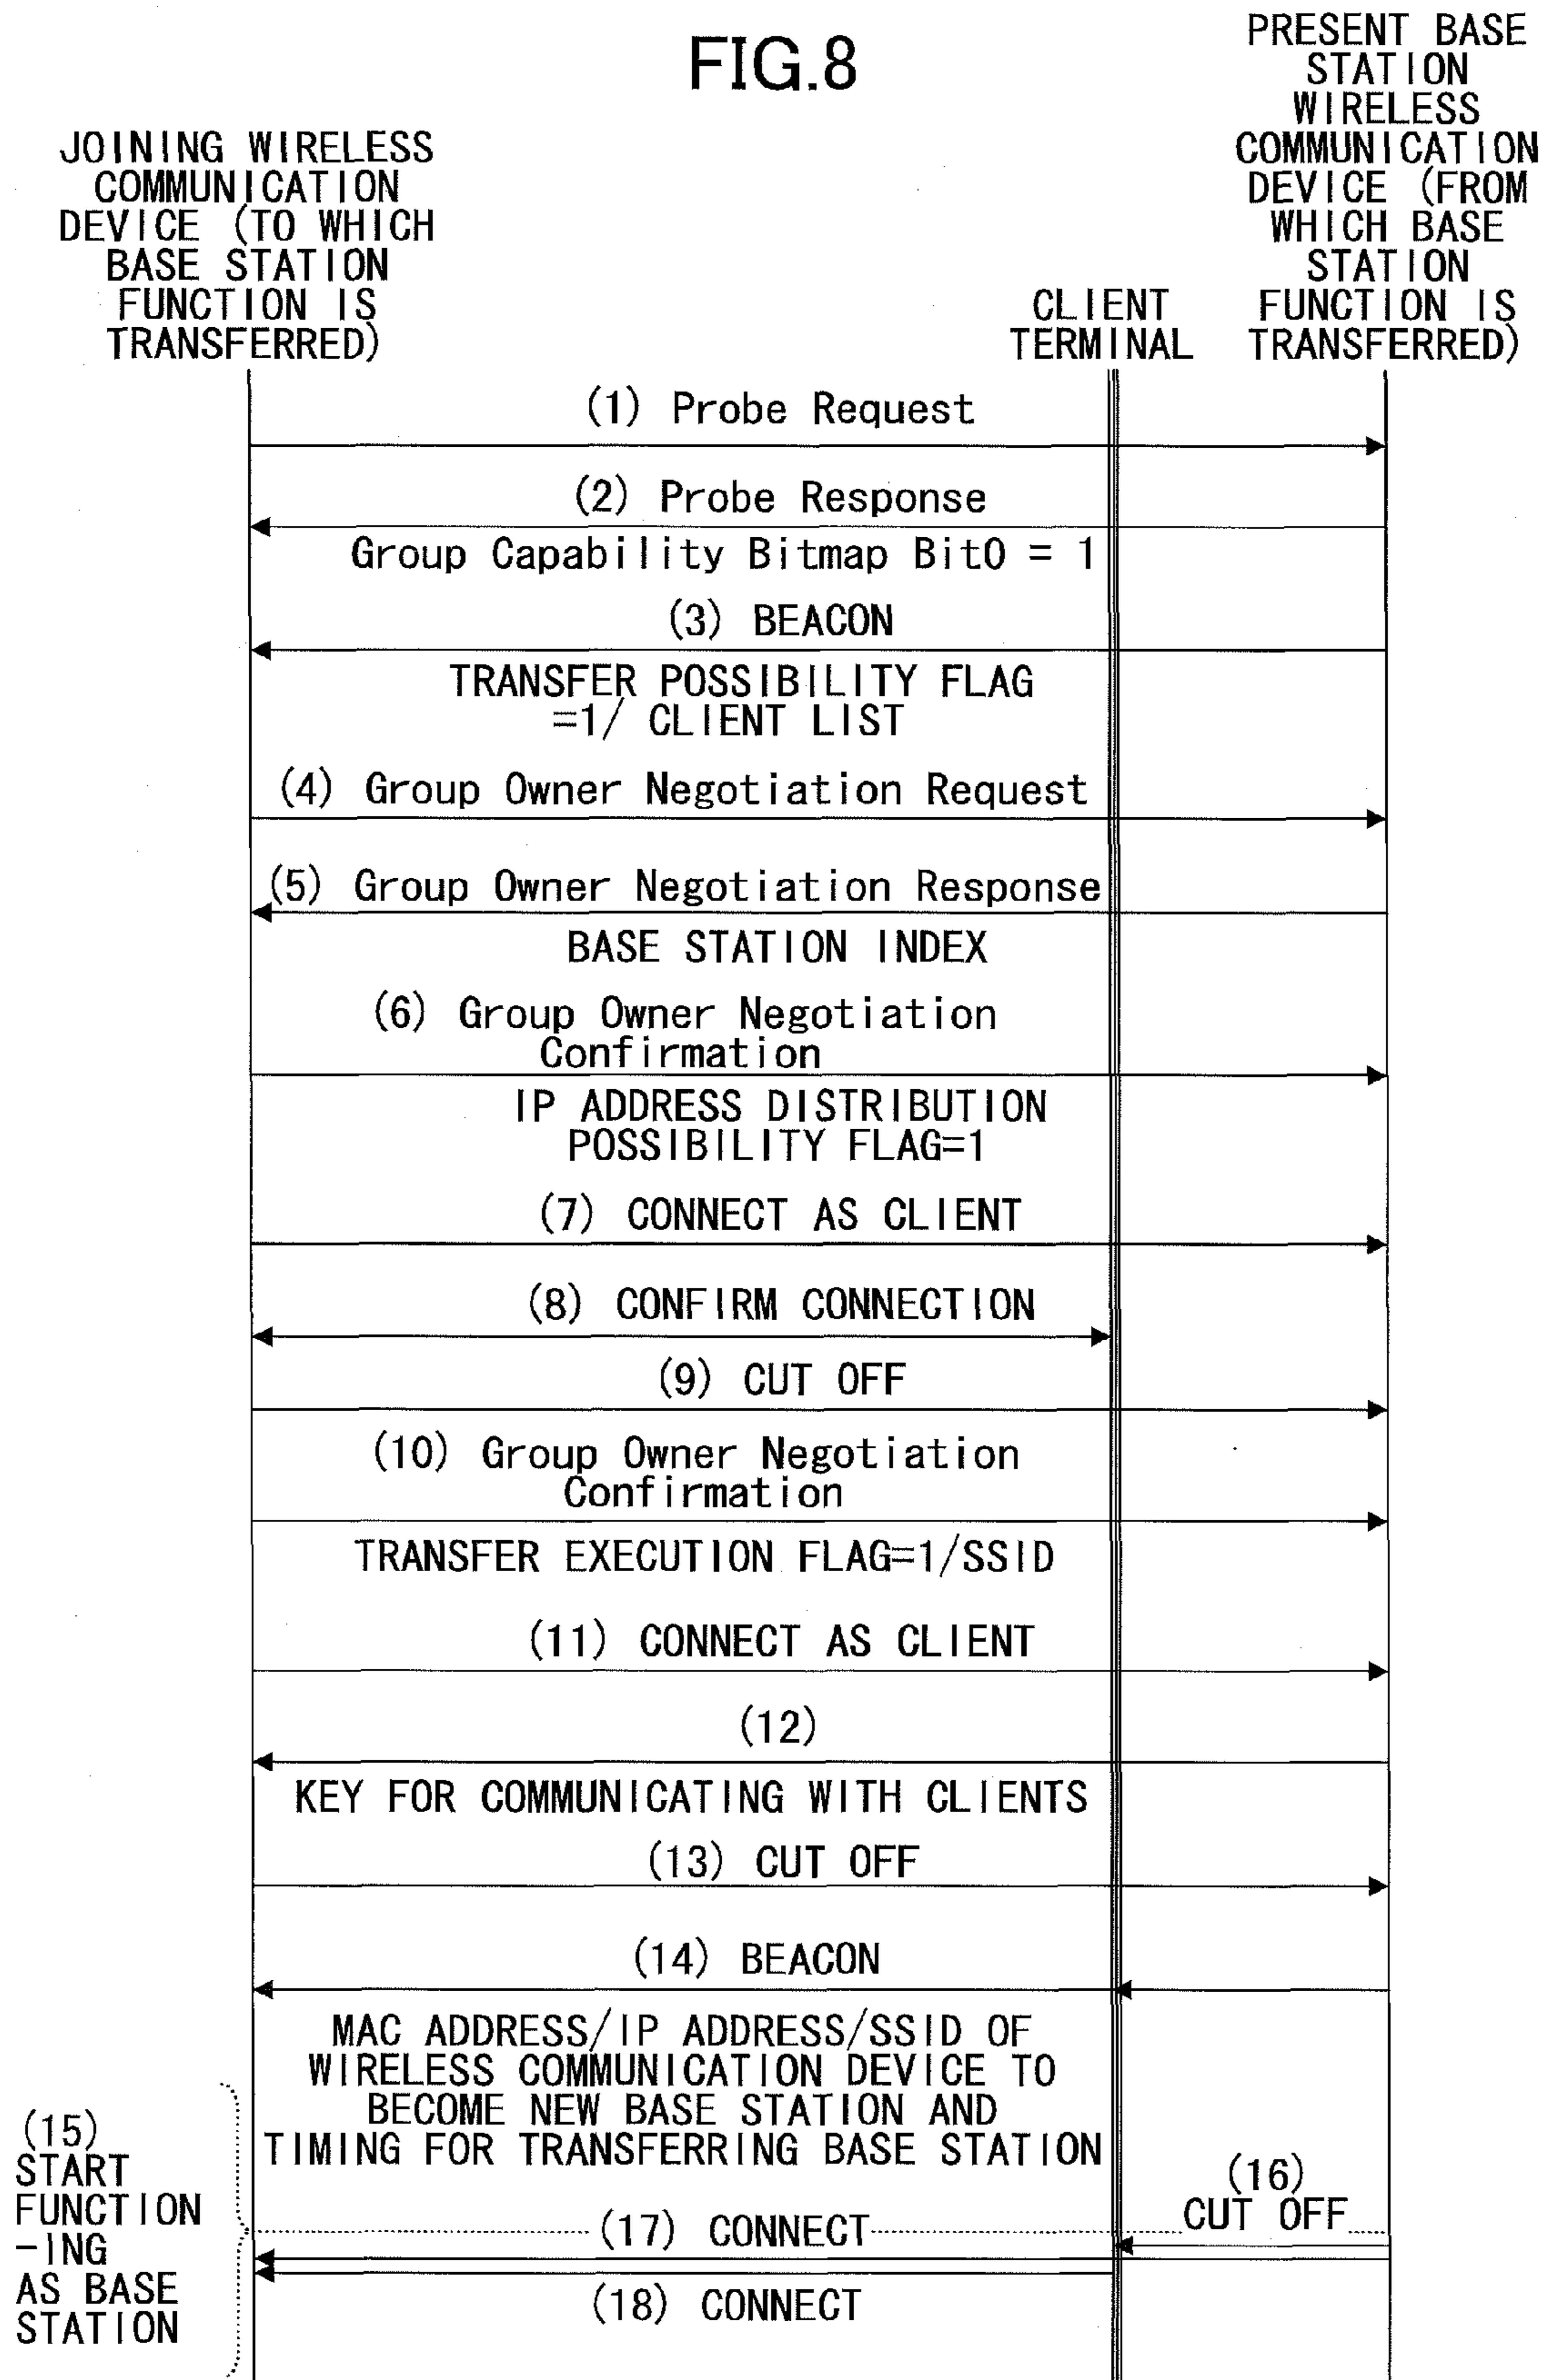 FIG.8
JOINING WIRELESS
COMMUNICATION
DEVICE (TO WHICH
BASE STATION
FUNCTION IS
TRANSFERRED)
CLIENT
TERMINAL
PRESENT BASE
STATION
WIRELESS
COMMUNICATION
DEVICE (FROM
WHICH BASE
STATION
FUNCTION IS
TRANSFERRED)
(1) Probe Request
(2) Probe Response
Group Capability Bitmap Bit0 = 1
(3) BEACON
TRANSFER POSSIBILITY FLAG
=1/ CLIENT LIST
(4) Group Owner Negotiation Request
(5) Group Owner Negotiation Response
BASE STATION INDEX
(6) Group Owner Negotiation
Confirmation
IP ADDRESS DISTRIBUTION
POSSIBILITY FLAG=1
(7) CONNECT AS CLIENT
(8) CONFIRM CONNECTION
(9) CUT OFF
(10) Group Owner Negotiation
Confirmation
TRANSFER EXECUTION FLAG=1/SSID
(11) CONNECT AS CLIENT
(12)
KEY FOR COMMUNICATING WITH CLIENTS
(13) CUT OFF
(14) BEACON
MAC ADDRESS/IP ADDRESS/SSID OF
WIRELESS COMMUNICATION DEVICE TO
BECOME NEW BASE STATION AND
TIMING FOR TRANSFERRING BASE STATION
(15)
START
FUNCTION
-ING
AS BASE
STATION
(16)
CUT OFF
(17) CONNECT
(18) CONNECT